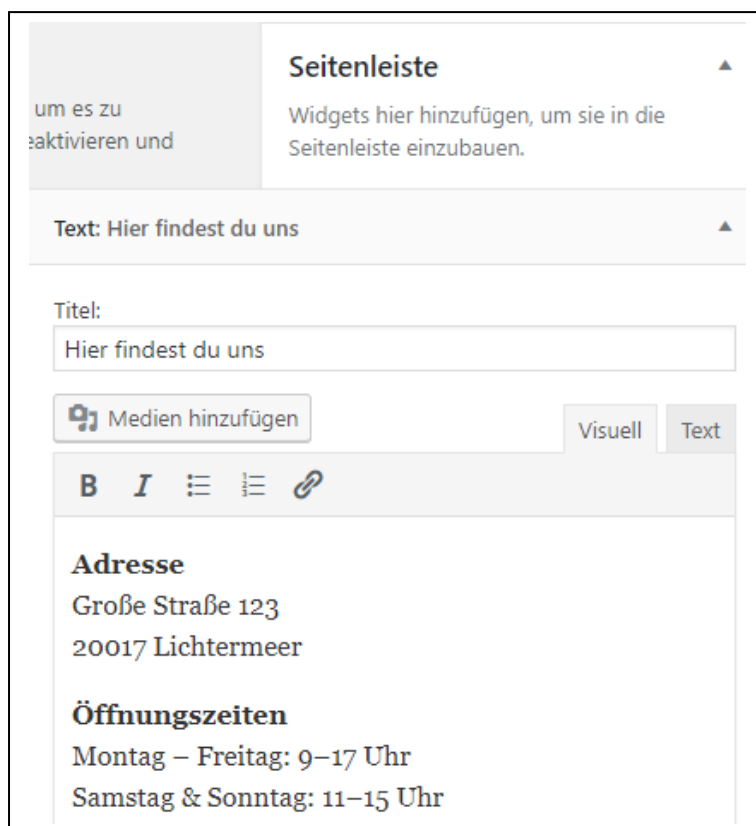 um es zu
eaktivieren und
Seitenleiste
Widgets hier hinzufügen, um sie in die
Seitenleiste einzubauen.
Text: Hier findest du uns
Titel:
Hier findest du uns
Medien hinzufügen
Visuell Text
B I
Adresse
Große Straße 123
20017 Lichtermeer
Öffnungszeiten
Montag – Freitag: 9–17 Uhr
Samstag & Sonntag: 11–15 Uhr